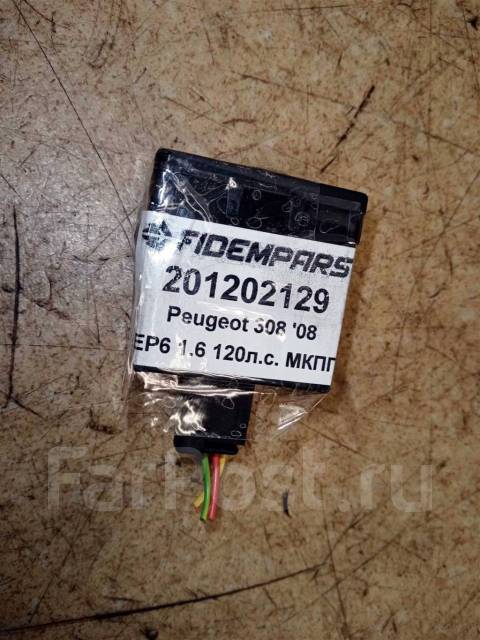 FIDEMPARS
201202129
Peugeot 308 '08
EP6 1.6 120л.с. МКПП
FarPost.ru